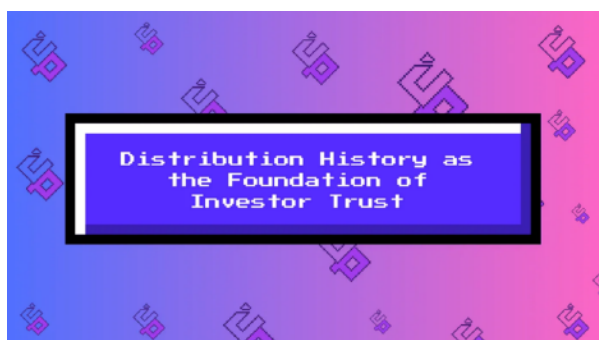 Distribution History as
the Foundation of
Investor Trust